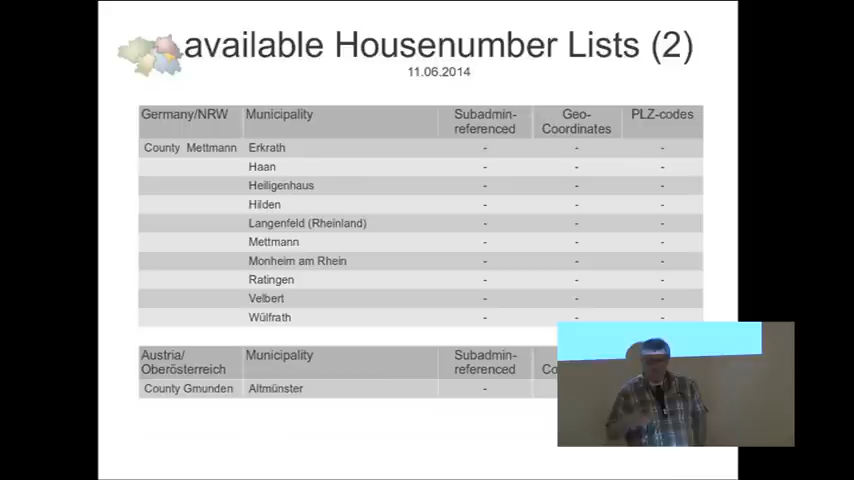 available Housenumber Lists (2)
11.06.2014
Germany/NRW Municipality Subadmin-referenced Geo-Coordinates PLZ-codes
County Mettmann Erkrath - - -
Haan - - -
Heiligenhaus - - -
Hilden - - -
Langenfeld (Rheinland) - - -
Mettmann - - -
Monheim am Rhein - - -
Ratingen - - -
Velbert - - -
Wülfrath - - -
Austria/Oberösterreich Municipality Subadmin-referenced
County Gmunden Altmünster -